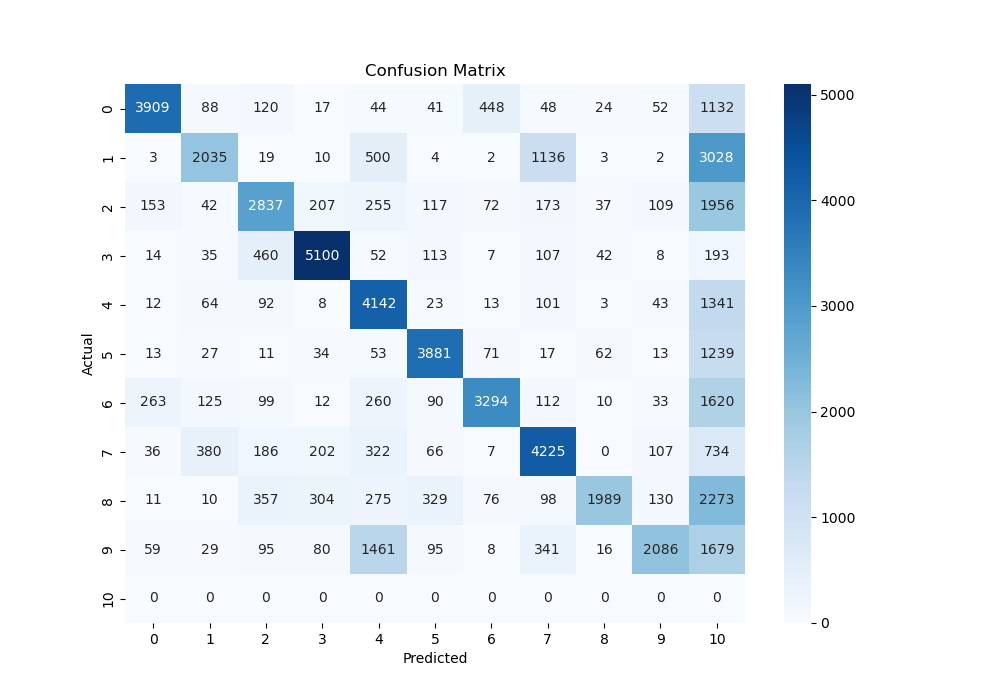 Confusion Matrix
0 3909 88 120 17 44 41 448 48 24 52 1132
1 3 2035 19 10 500 4 2 1136 3 2 3028
2 153 42 2837 207 255 117 72 173 37 109 1956
3 14 35 460 5100 52 113 7 107 42 8 193
4 12 64 92 8 4142 23 13 101 3 43 1341
5 13 27 11 34 53 3881 71 17 62 13 1239
6 263 125 99 12 260 90 3294 112 10 33 1620
7 36 380 186 202 322 66 7 4225 0 107 734
8 11 10 357 304 275 329 76 98 1989 130 2273
9 59 29 95 80 1461 95 8 341 16 2086 1679
10 0 0 0 0 0 0 0 0 0 0 0
0 1 2 3 4 5 6 7 8 9 10
Predicted
Actual
5000
4000
3000
2000
1000
0